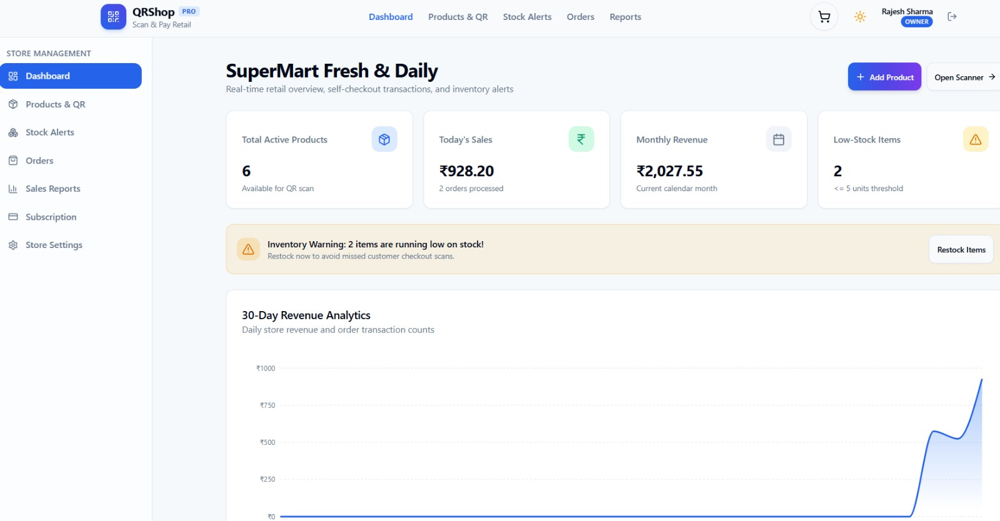 QRShop PRO
Scan & Pay Retail
Dashboard Products & QR Stock Alerts Orders Reports
Rajesh Sharma
OWNER
STORE MANAGEMENT
Dashboard
Products & QR
Stock Alerts
Orders
Sales Reports
Subscription
Store Settings
SuperMart Fresh & Daily
Real-time retail overview, self-checkout transactions, and inventory alerts
+ Add Product
Open Scanner →
Total Active Products
6
Available for QR scan
Today's Sales
₹
₹928.20
2 orders processed
Monthly Revenue
₹2,027.55
Current calendar month
Low-Stock Items
2
<= 5 units threshold
Inventory Warning: 2 items are running low on stock!
Restock now to avoid missed customer checkout scans.
Restock Items
30-Day Revenue Analytics
Daily store revenue and order transaction counts
₹1000
₹750
₹500
₹250
₹0